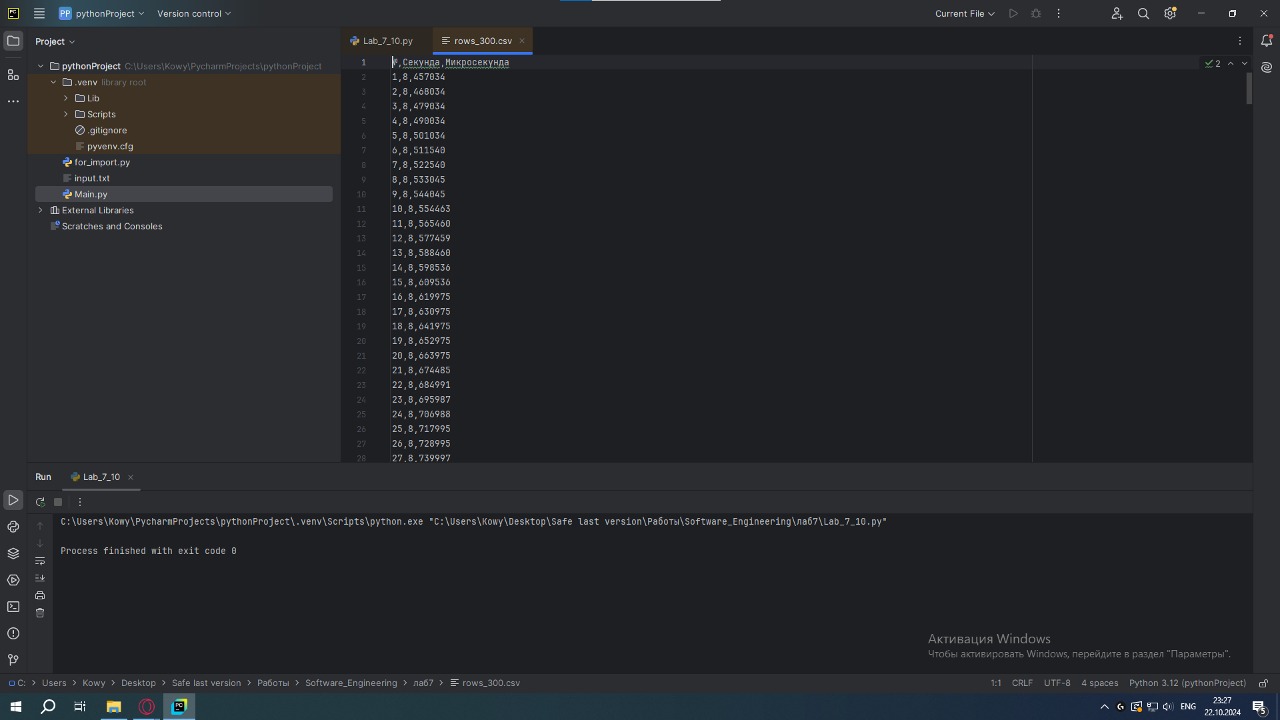 PC PP pythonProject Version control Current File
Project
Lab_7_10.py rows_300.csv
pythonProject C:\Users\Kowy\PycharmProjects\pythonProject
.venv library root
Lib
Scripts
.gitignore
pyvenv.cfg
for_import.py
input.txt
Main.py
External Libraries
Scratches and Consoles
1 №,Секунда,Микросекунда
2 1,8,457034
3 2,8,468034
4 3,8,479034
5 4,8,490034
6 5,8,501034
7 6,8,511540
8 7,8,522540
9 8,8,533045
10 9,8,544045
11 10,8,554463
12 11,8,565460
13 12,8,577459
14 13,8,588460
15 14,8,598536
16 15,8,609536
17 16,8,619975
18 17,8,630975
19 18,8,641975
20 19,8,652975
21 20,8,663975
22 21,8,674485
23 22,8,684991
24 23,8,695987
25 24,8,706988
26 25,8,717995
27 26,8,728995
28 27,8,739997
2
Run Lab_7_10
C:\Users\Kowy\PycharmProjects\pythonProject\.venv\Scripts\python.exe "C:\Users\Kowy\Desktop\Safe last version\Работы\Software_Engineering\лаб7\Lab_7_10.py"
Process finished with exit code 0
Активация Windows
Чтобы активировать Windows, перейдите в раздел "Параметры".
C: Users Kowy Desktop Safe last version Работы Software_Engineering лаб7 rows_300.csv 1:1 CRLF UTF-8 4 spaces Python 3.12 (pythonProject)
ENG 23:27
22.10.2024